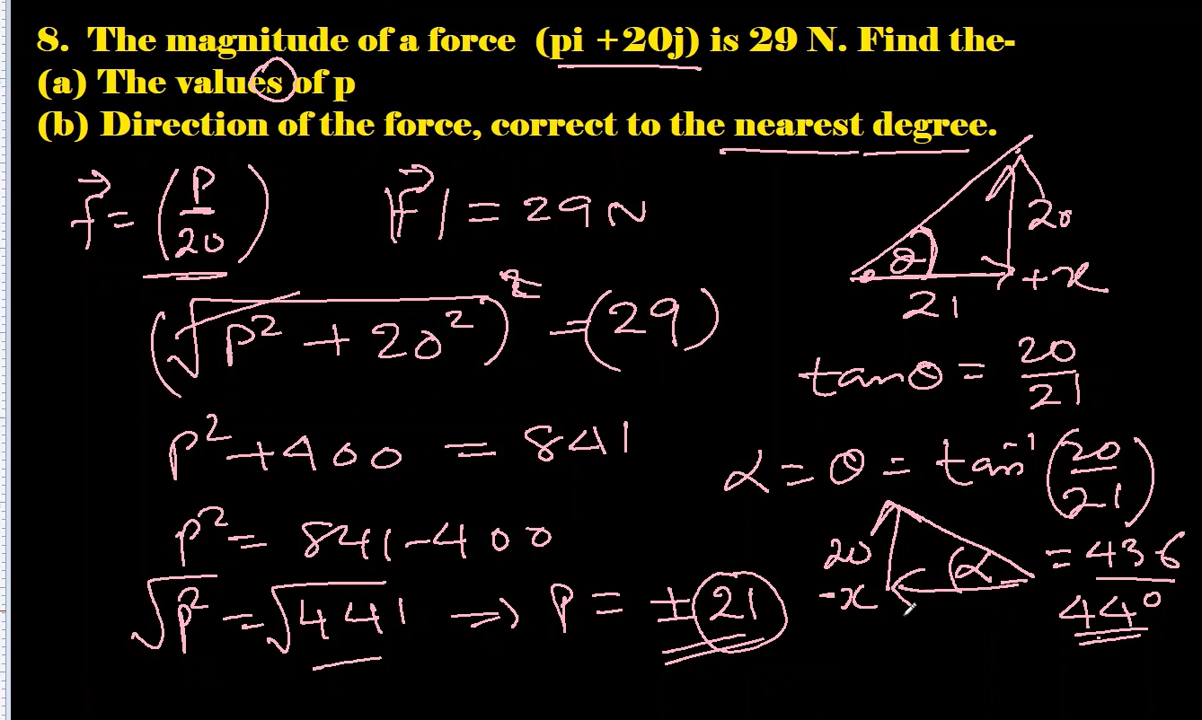 8. The magnitude of a force (pi +20j) is 29 N. Find the-
(a) The values of p
(b) Direction of the force, correct to the nearest degree.
f = (P/20) |F| = 29 N
(√P² + 20²)² = (29)
P² + 400 = 841
P² = 841 - 400
√P² = √441 ⇒ P = ± 21
θ 20
21 +x
tanθ = 20/21
α = θ = tan⁻¹(20/21)
20 α = 43.6
-x 44°